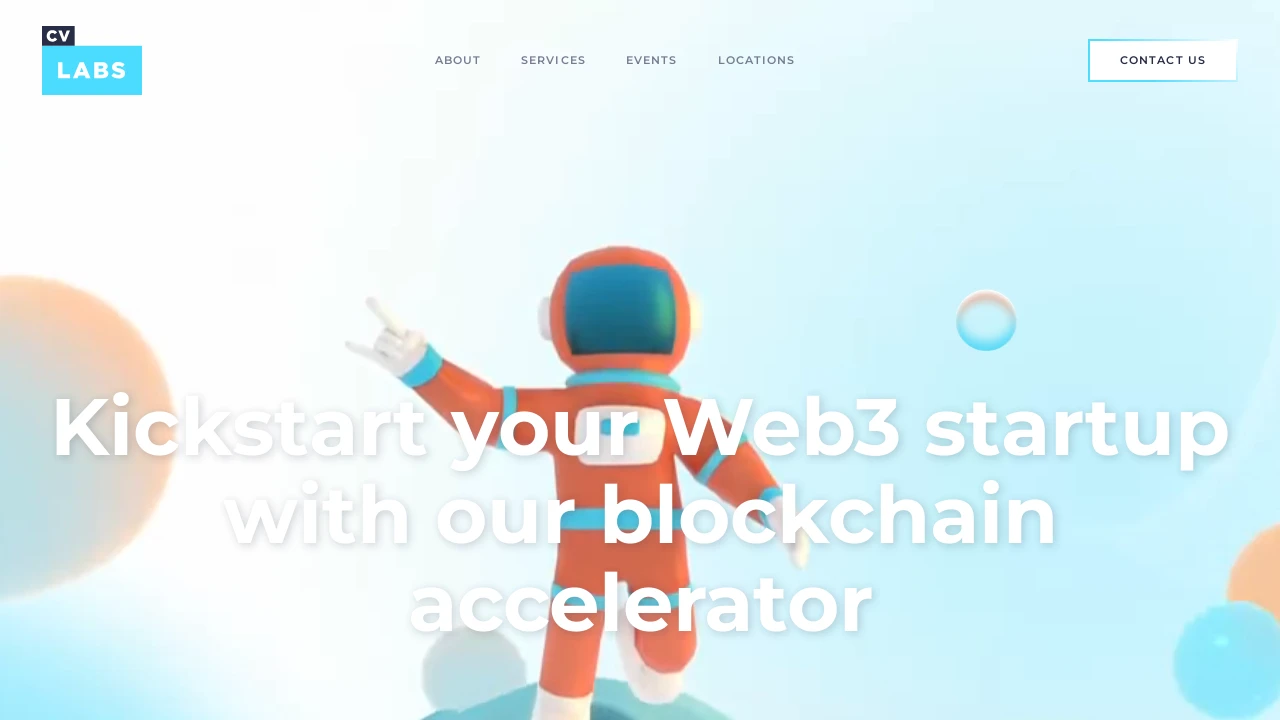 CV
LABS
ABOUT SERVICES EVENTS LOCATIONS
CONTACT US
Kickstart your Web3 startup
with our blockchain
accelerator